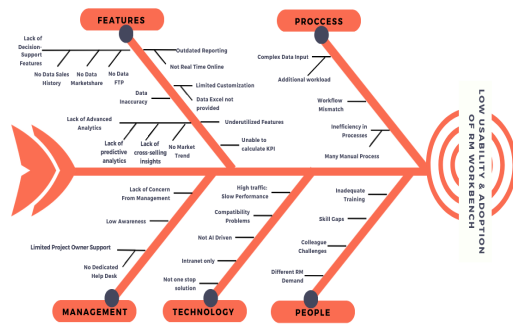 FEATURES
PROCCESS
Lack of
Decision-
Support
Features
No Data Sales
History
No Data
Marketshare
No Data
FTP
Outdated Reporting
Not Real Time Online
Data
Inaccuracy
Limited Customization
Data Excel not
provided
Lack of Advanced
Analytics
Lack of
predictive
analytics
Lack of
cross-selling
insights
No Market
Trend
Underutilized Features
Unable to
calculate KPI
Complex Data Input
Additional workload
Workflow
Mismatch
Inefficiency in
Processes
Many Manual Process
LOW USABILITY & ADOPTION
OF RM WORKBENCH
Lack of Concern
From Management
Low Awareness
Limited Project Owner Support
No Dedicated
Help Desk
High traffic:
Slow Performance
Compatibility
Problems
Not AI Driven
Intranet only
Not one stop
solution
Inadequate
Training
Skill Gaps
Colleague
Challenges
Different RM
Demand
MANAGEMENT
TECHNOLOGY
PEOPLE